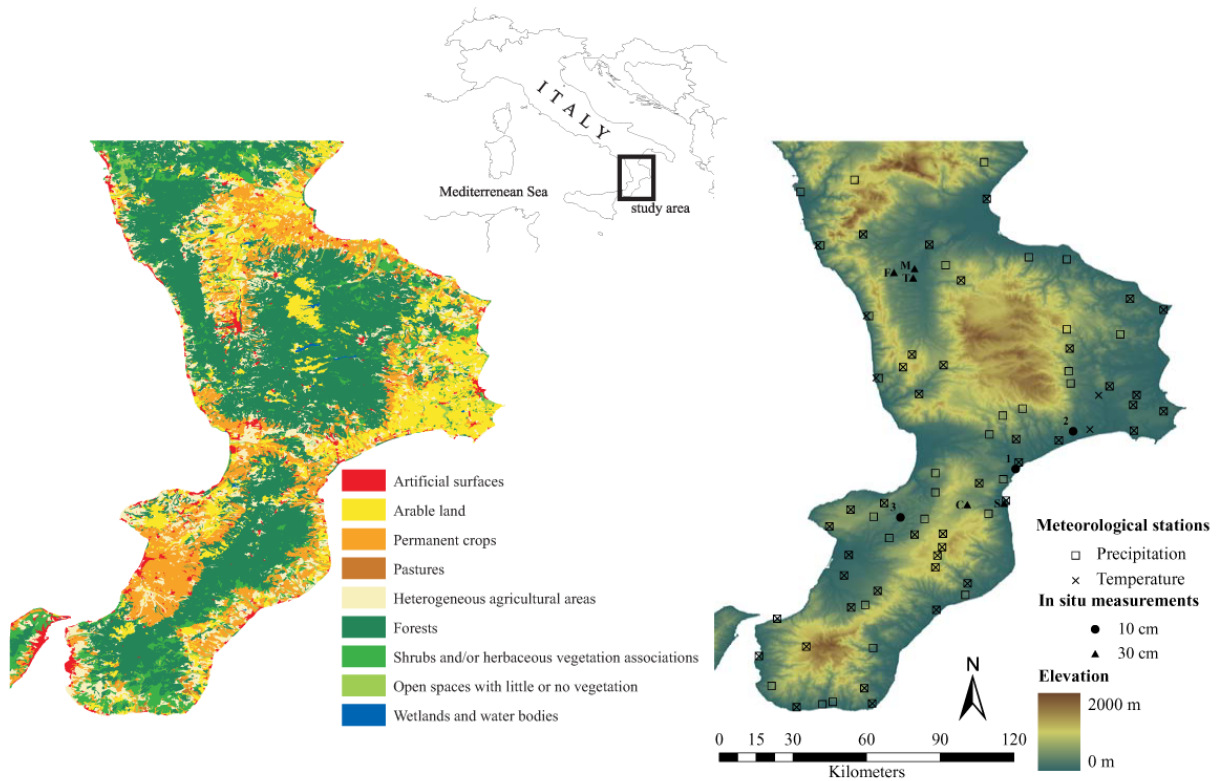 ITALY
Mediterranean Sea
study area
Artificial surfaces
Arable land
Permanent crops
Pastures
Heterogeneous agricultural areas
Forests
Shrubs and/or herbaceous vegetation associations
Open spaces with little or no vegetation
Wetlands and water bodies
M
F
T
2
1
C
S
3
Meteorological stations
Precipitation
Temperature
In situ measurements
10 cm
30 cm
Elevation
2000 m
0 m
N
0 15 30 60 90 120
Kilometers